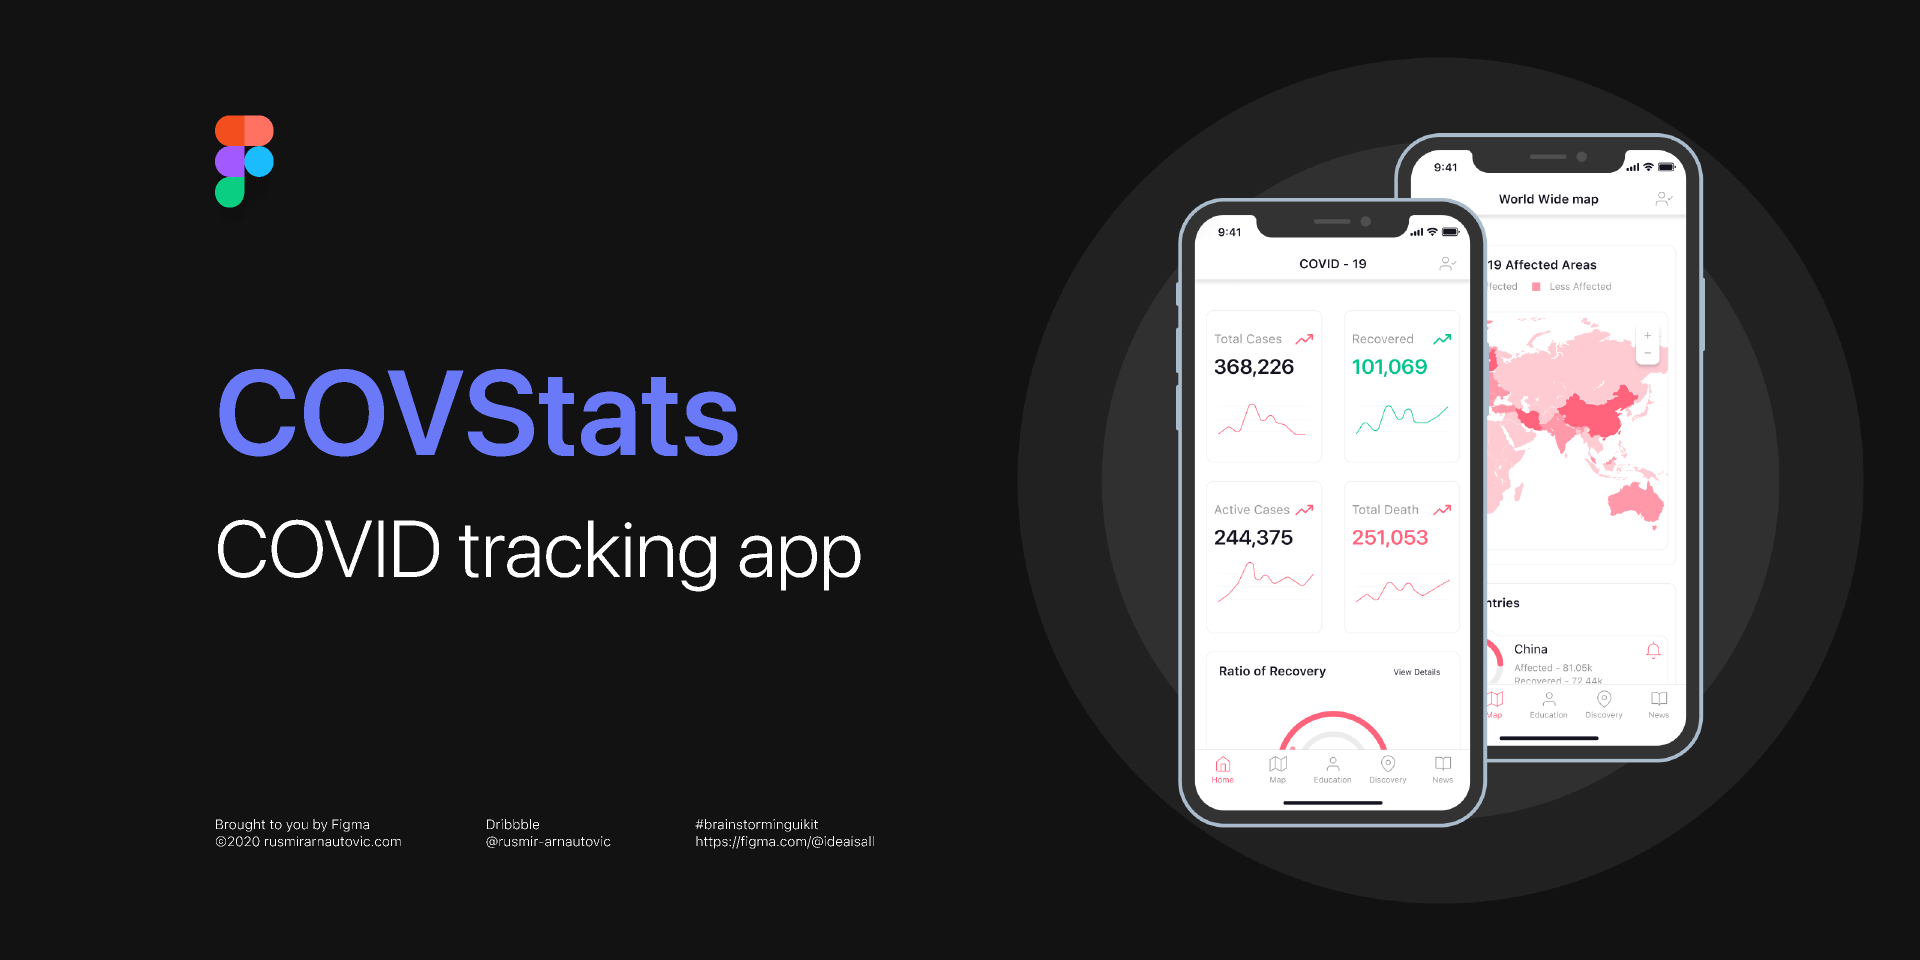 COVStats
COVID tracking app
Brought to you by Figma
©2020 rusmirarnautovic.com
Dribbble
@rusmir-arnautovic
#brainstorminguikit
https://figma.com/@ideaisall
9:41
COVID - 19
Total Cases
368,226
Recovered
101,069
Active Cases
244,375
Total Death
251,053
Ratio of Recovery
View Details
Home
Map
Education
Discovery
News
9:41
World Wide map
19 Affected Areas
ffected
Less Affected
+
−
ntries
China
Affected - 81.05k
Recovered - 72.44k
Map
Education
Discovery
News